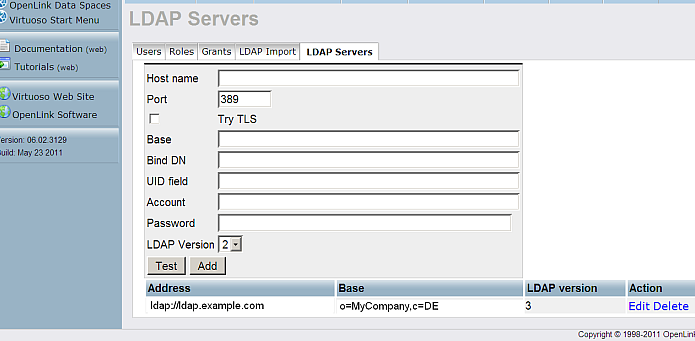 OpenLink Data Spaces
Virtuoso Start Menu
Documentation (web)
Tutorials (web)
Virtuoso Web Site
OpenLink Software
ersion: 06.02.3129
uild: May 23 2011
LDAP Servers
Users Roles Grants LDAP Import LDAP Servers
Host name
Port 389
Try TLS
Base
Bind DN
UID field
Account
Password
LDAP Version 2
Test Add
Address Base LDAP version Action
ldap://ldap.example.com o=MyCompany,c=DE 3 Edit Delete
Copyright © 1998-2011 OpenLink